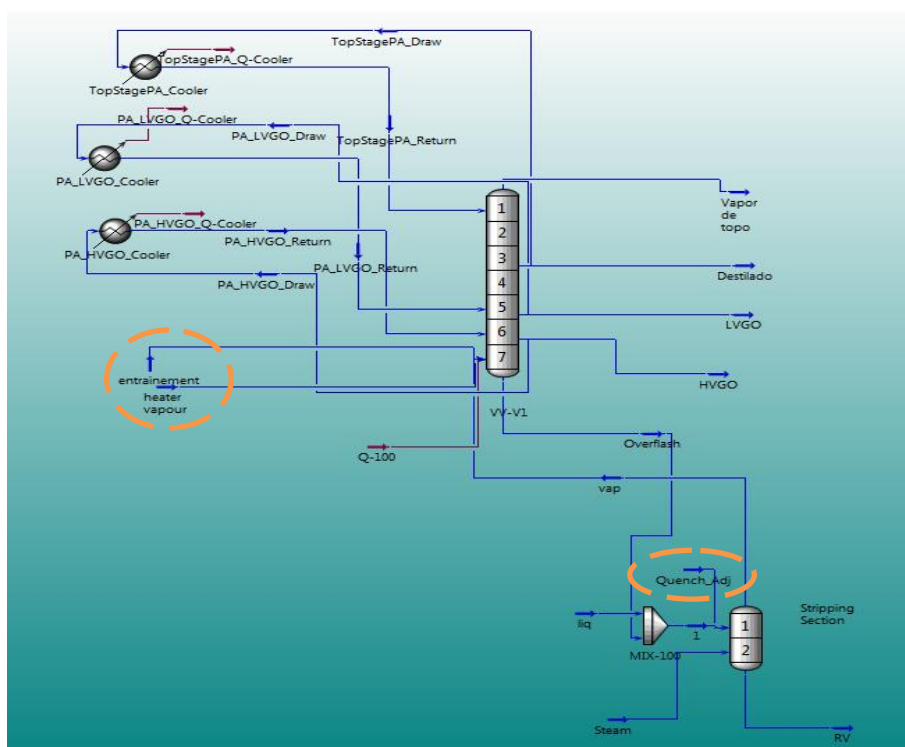 TopStagePA_Draw
TopStagePA_Q-Cooler
TopStagePA_Cooler
PA_LVGO_Q-Cooler
PA_LVGO_Draw
TopStagePA_Return
PA_LVGO_Cooler
PA_HVGO_Q-Cooler
PA_HVGO_Return
PA_HVGO_Cooler
PA_LVGO_Return
PA_HVGO_Draw
1
2
3
4
5
6
7
Vapor
de
topo
Destilado
LVGO
HVGO
entrainement
heater
vapour
VV-V1
Q-100
Overflash
vap
Quench_Adj
liq
1
MIX-100
1
2
Stripping
Section
Steam
RV